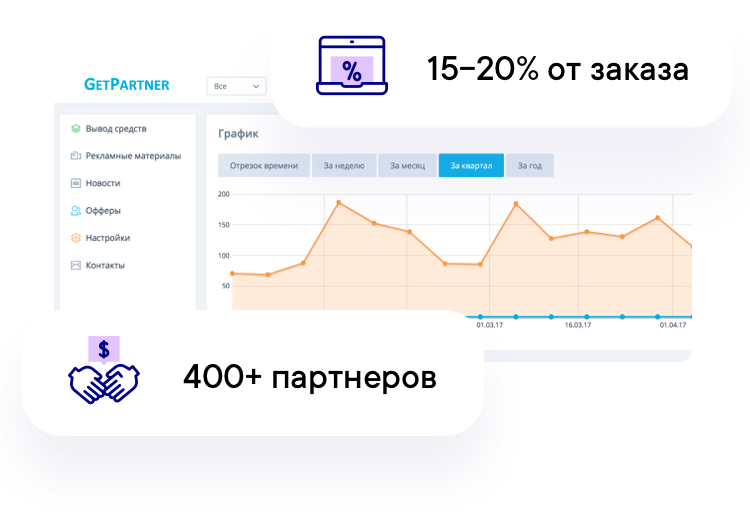 %
15–20% от заказа
GETPARTNER
Все
Вывод средств
Рекламные материалы
Новости
Офферы
Настройки
Контакты
График
Отрезок времени
За неделю
За месяц
За квартал
За год
200
150
100
50
01.03.17
16.03.17
01.04.17
$
400+ партнеров